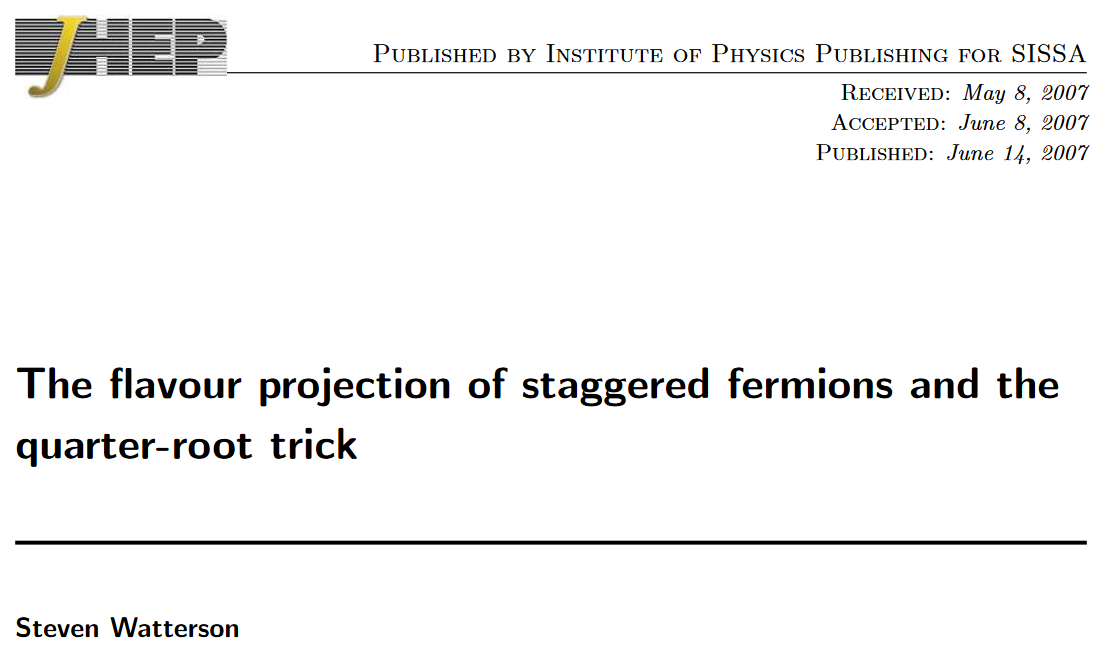 JHEP
Published by Institute of Physics Publishing for SISSA
Received: May 8, 2007
Accepted: June 8, 2007
Published: June 14, 2007
The flavour projection of staggered fermions and the
quarter-root trick
Steven Watterson